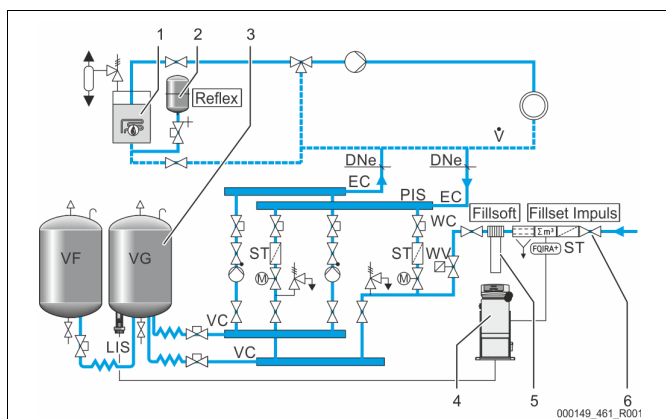 1
2
3
Reflex
V̇
DNe
DNe
EC
PIS
EC
WC
Fillsoft
Fillset Impuls
Σm³
FQIRA+
ST
ST
ST
WV
M
M
VF
VG
LIS
VC
VC
4
5
6
000149_461_R001